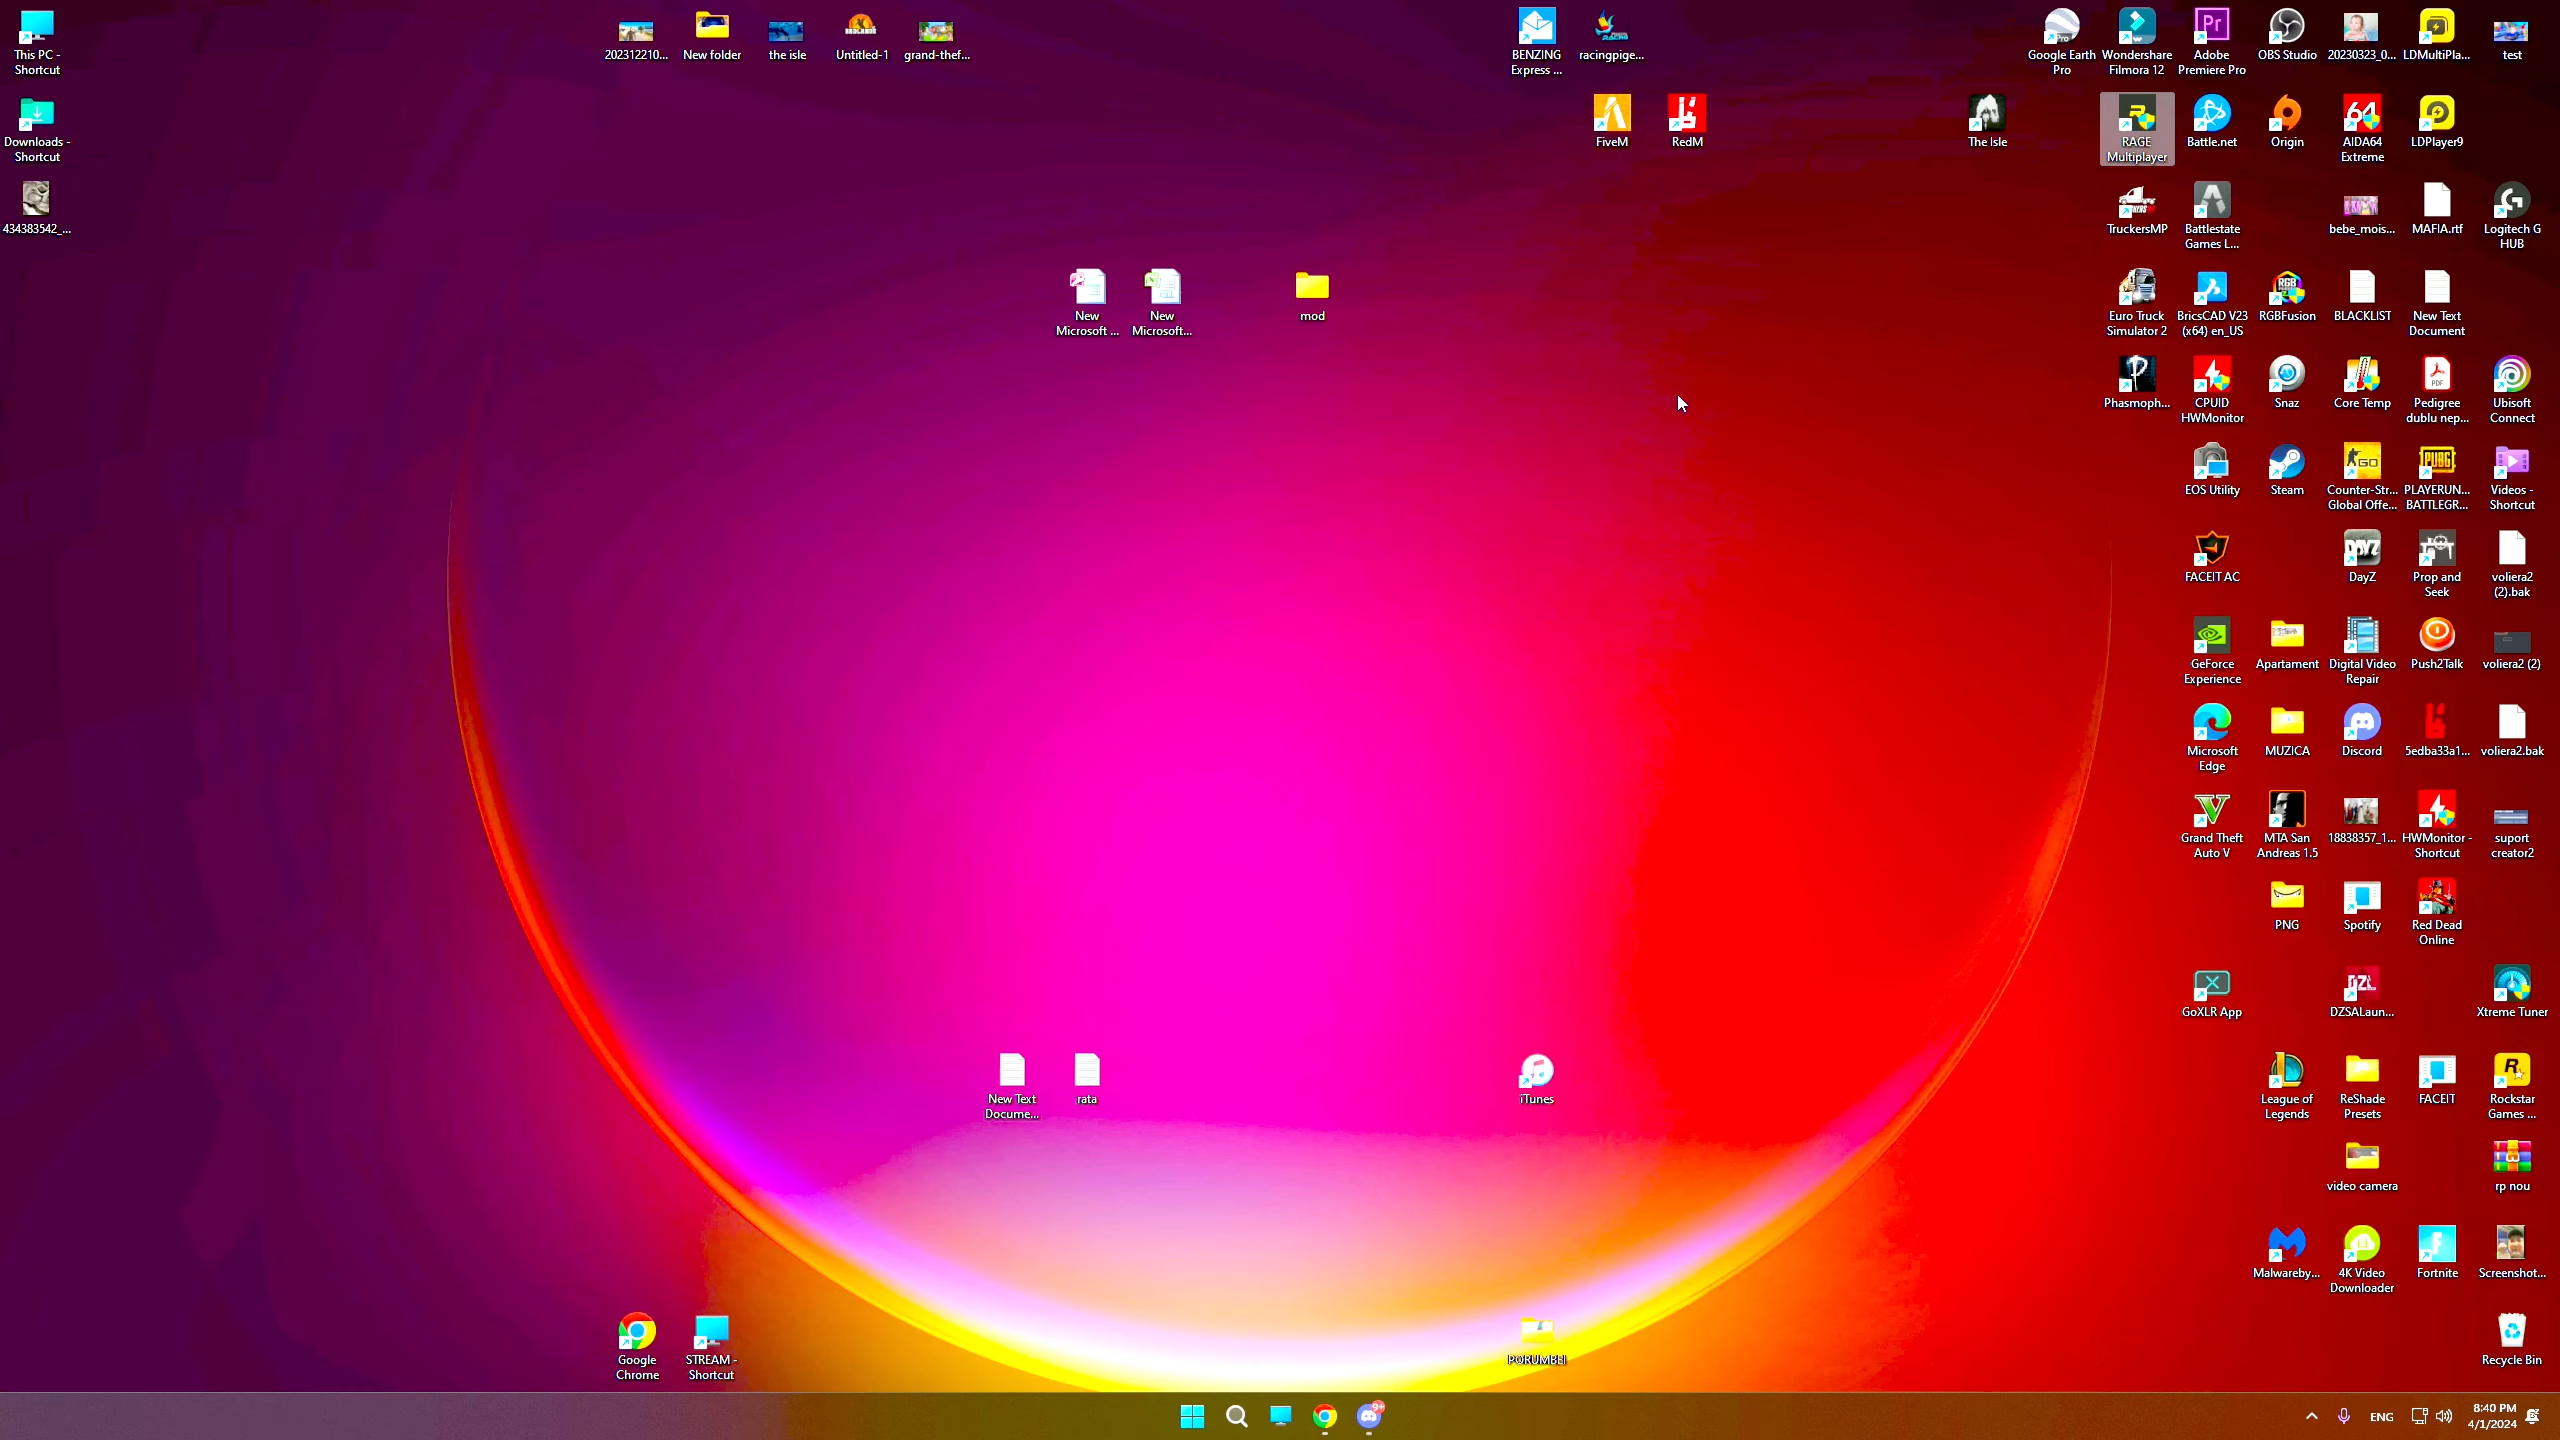 This PC -
Shortcut
202312210...
New folder
the isle
Untitled-1
grand-thef...
BENZING
Express ...
racingpige...
Google Earth
Pro
Wondershare
Filmora 12
Adobe
Premiere Pro
OBS Studio
20230323_0...
LDMultiPla...
test
Downloads -
Shortcut
FiveM
RedM
The Isle
RAGE
Multiplayer
Battle.net
Origin
64
AIDA64
Extreme
LDPlayer9
434383542_...
TruckersMP
Battlestate
Games L...
bebe_mois...
MAFIA.rtf
Logitech G
HUB
New
Microsoft ...
New
Microsoft...
mod
Euro Truck
Simulator 2
BricsCAD V23
(x64) en_US
RGBFusion
BLACKLIST
New Text
Document
Phasmoph...
CPUID
HWMonitor
Snaz
Core Temp
Pedigree
dublu nep...
Ubisoft
Connect
EOS Utility
Steam
Counter-Str...
Global Offe...
PLAYERUN...
BATTLEGR...
Videos -
Shortcut
FACEIT AC
DayZ
Prop and
Seek
voliera2
(2).bak
GeForce
Experience
Apartament
Digital Video
Repair
Push2Talk
voliera2 (2)
Microsoft
Edge
MUZICA
Discord
5edba33a1...
voliera2.bak
Grand Theft
Auto V
MTA San
Andreas 1.5
18838357_1...
HWMonitor -
Shortcut
suport
creator2
PNG
Spotify
Red Dead
Online
GoXLR App
DZSALaun...
Xtreme Tuner
New Text
Docume...
rata
iTunes
League of
Legends
ReShade
Presets
FACEIT
Rockstar
Games ...
video camera
rp nou
Malwareby...
4K Video
Downloader
Fortnite
Screenshot...
Google
Chrome
STREAM -
Shortcut
PORUMBEI
Recycle Bin
9+
ENG
8:40 PM
4/1/2024